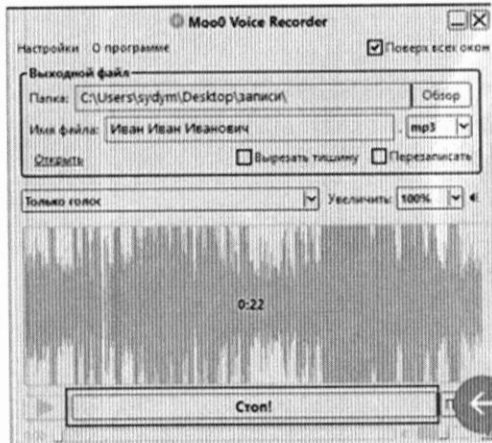 Moo0 Voice Recorder
Настройки О программе Поверх всех окон
Выходной файл
Папка: C:\Users\sydym\Desktop\записи\ Обзор
Имя файла: Иван Иван Иванович . mp3
Открыть Вырезать тишину Перезаписать
Только голос Увеличить: 100%
0:22
Стоп!